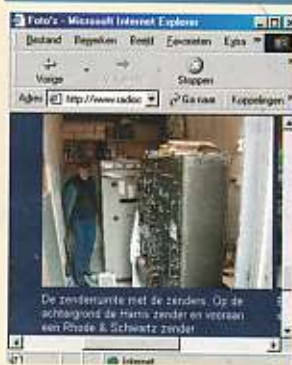 Foto's - Microsoft Internet Explorer
Bestand Bewerken Beeld Favorieten Extra
Vorige Stoppen
Adres http://www.radioc Ga naar Koppelingen
De zenderruimte met de zenders. Op de
achtergrond de Harris zender en vooraan
een Rhode & Schwartz zender
Internet